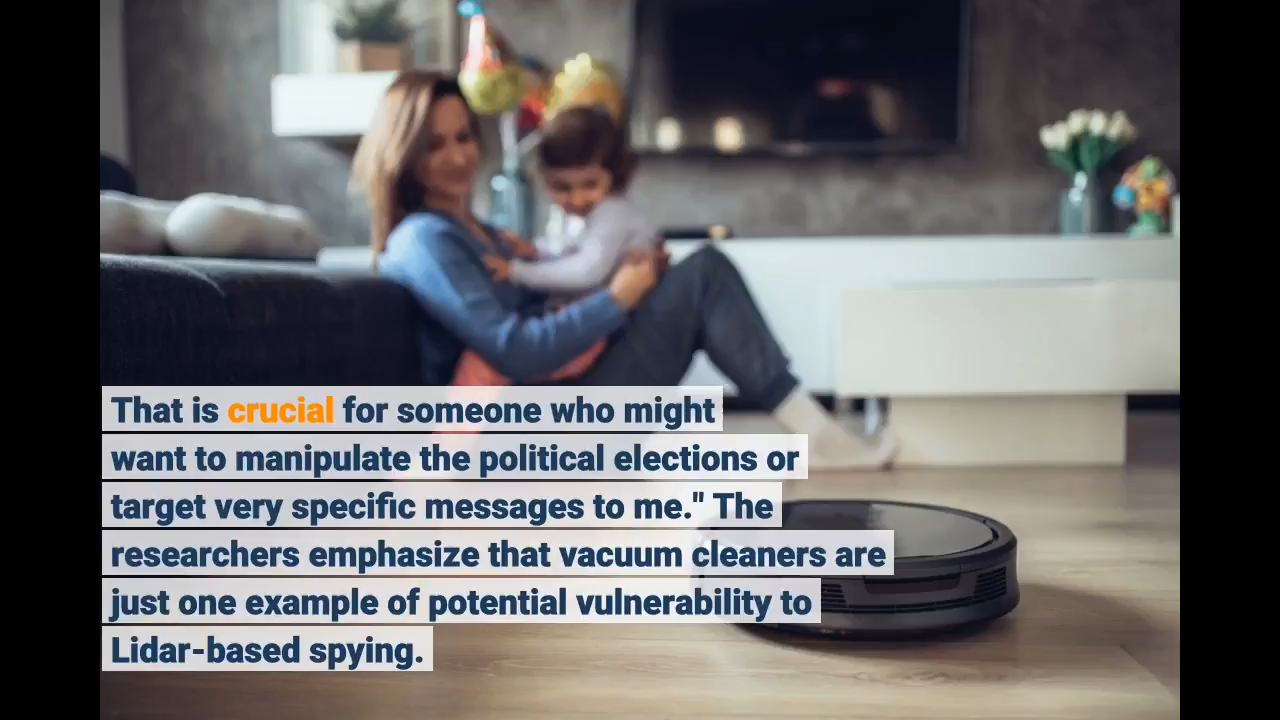 That is crucial for someone who might
want to manipulate the political elections or
target very specific messages to me." The
researchers emphasize that vacuum cleaners are
just one example of potential vulnerability to
Lidar-based spying.